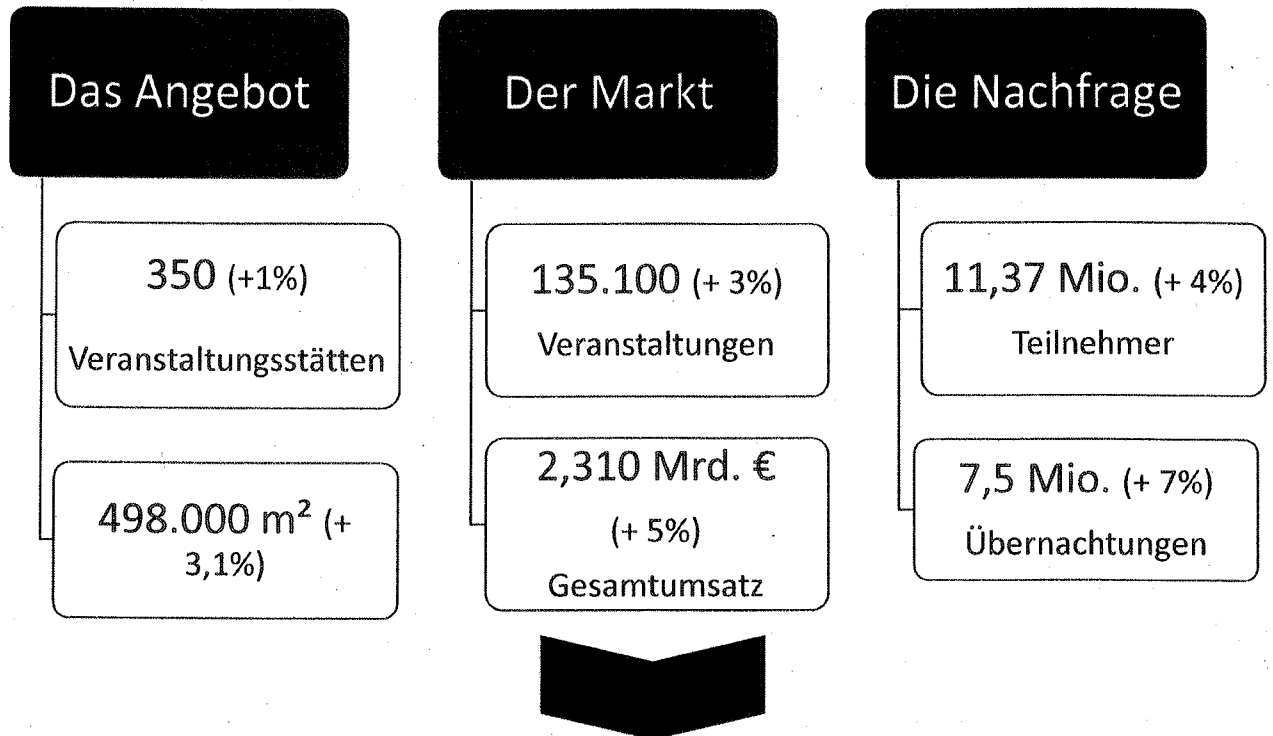 Das Angebot
350 (+1%)
Veranstaltungsstätten
498.000 m² (+
3,1%)
Der Markt
135.100 (+ 3%)
Veranstaltungen
2,310 Mrd. €
(+ 5%)
Gesamtumsatz
Die Nachfrage
11,37 Mio. (+ 4%)
Teilnehmer
7,5 Mio. (+ 7%)
Übernachtungen